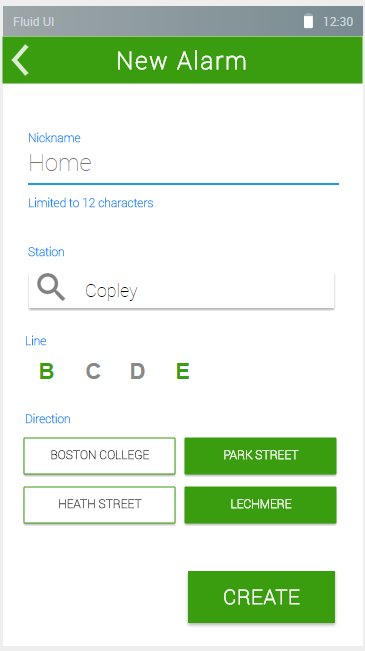 Fluid UI 12:30
New Alarm
Nickname
Home
Limited to 12 characters
Station
Copley
Line
B C D E
Direction
BOSTON COLLEGE PARK STREET
HEATH STREET LECHMERE
CREATE